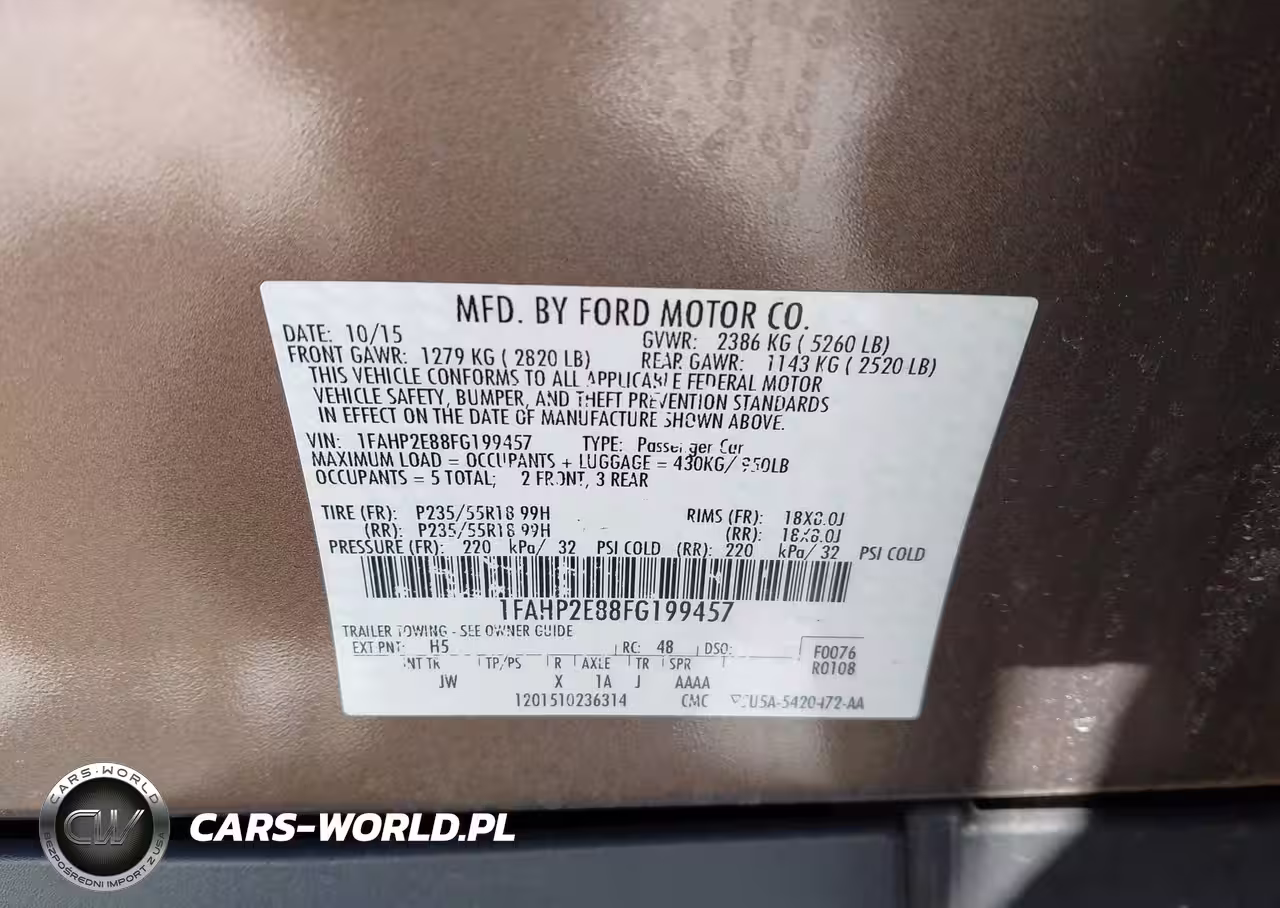 MFD. BY FORD MOTOR CO.
DATE: 10/15 GVWR: 2386 KG ( 5260 LB)
FRONT GAWR: 1279 KG ( 2820 LB) REAR GAWR: 1143 KG ( 2520 LB)
THIS VEHICLE CONFORMS TO ALL APPLICABLE FEDERAL MOTOR
VEHICLE SAFETY, BUMPER, AND THEFT PREVENTION STANDARDS
IN EFFECT ON THE DATE OF MANUFACTURE SHOWN ABOVE.
VIN: 1FAHP2E88FG199457 TYPE: Passenger Car
MAXIMUM LOAD = OCCUPANTS + LUGGAGE = 430KG/ 950LB
OCCUPANTS = 5 TOTAL; 2 FRONT, 3 REAR
TIRE (FR): P235/55R18 99H RIMS (FR): 18X8.0J
(RR): P235/55R18 99H (RR): 18X8.0J
PRESSURE (FR): 220 kPa/ 32 PSI COLD (RR): 220 kPa/ 32 PSI COLD
1FAHP2E88FG199457
TRAILER TOWING - SEE OWNER GUIDE
EXT PNT: H5 RC: 48 DSO: F0076
INT TR TP/PS R AXLE TR SPR R0108
JW X 1A J AAAA
1201510236314 CMC
CARS-WORLD
CW
BEZPOŚREDNI IMPORT Z USA
CARS-WORLD.PL